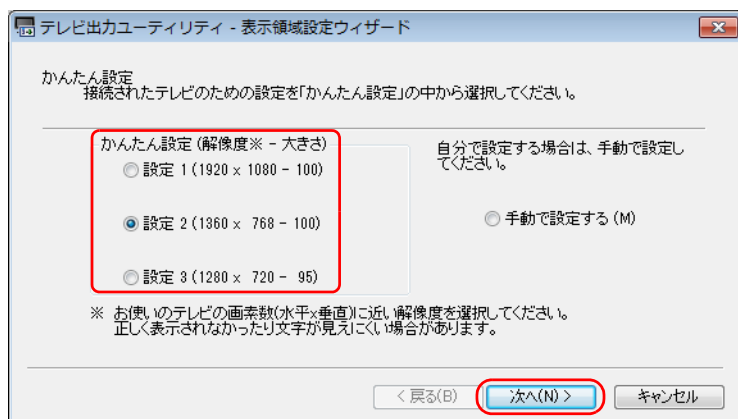 テレビ出力ユーティリティ - 表示領域設定ウィザード
かんたん設定
接続されたテレビのための設定を「かんたん設定」の中から選択してください。
かんたん設定 (解像度※ - 大きさ)
設定 1 (1920 x 1080 - 100)
設定 2 (1360 x 768 - 100)
設定 3 (1280 x 720 - 95)
自分で設定する場合は、手動で設定し
てください。
手動で設定する (M)
※ お使いのテレビの画素数(水平x垂直)に近い解像度を選択してください。
正しく表示されなかったり文字が見えにくい場合があります。
< 戻る(B)
次へ(N) >
キャンセル